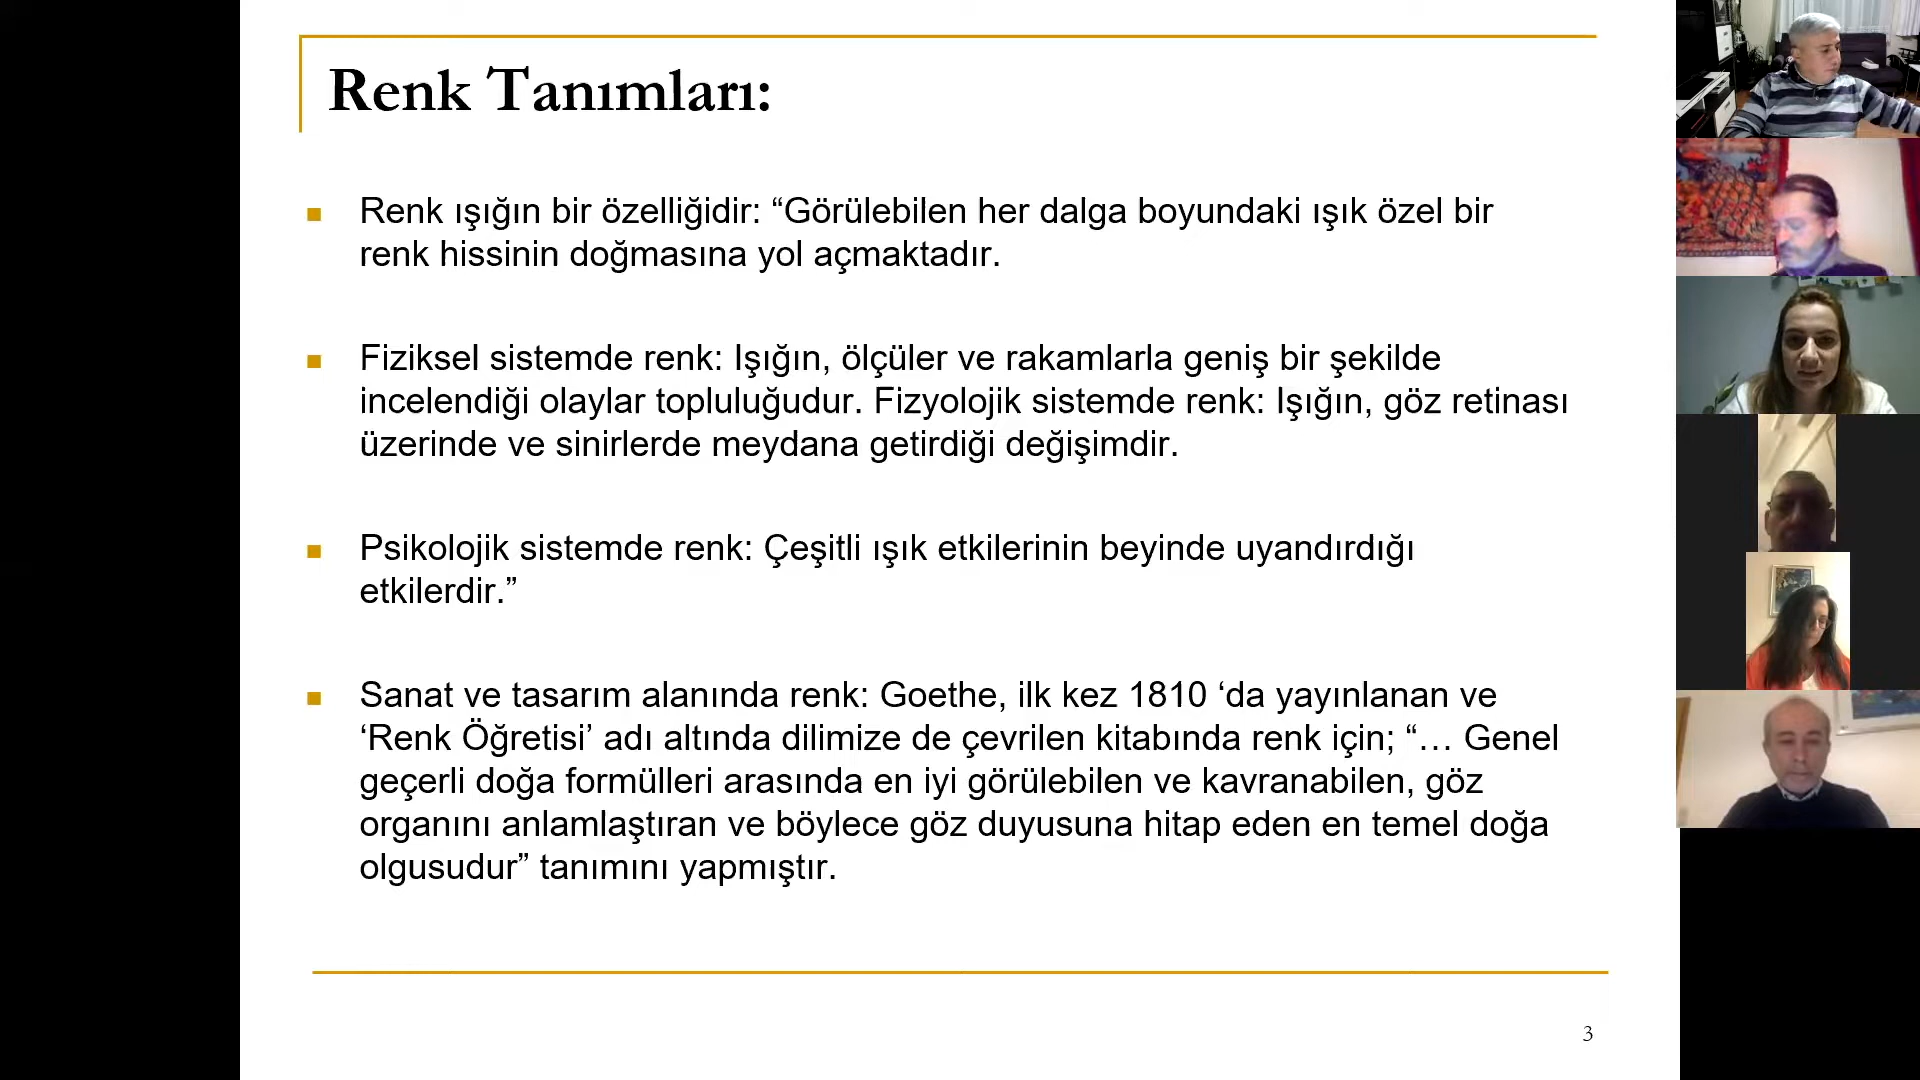 Renk Tanımları:
Renk ışığın bir özelliğidir: “Görülebilen her dalga boyundaki ışık özel bir
renk hissinin doğmasına yol açmaktadır.
Fiziksel sistemde renk: Işığın, ölçüler ve rakamlarla geniş bir şekilde
incelendiği olaylar topluluğudur. Fizyolojik sistemde renk: Işığın, göz retinası
üzerinde ve sinirlerde meydana getirdiği değişimdir.
Psikolojik sistemde renk: Çeşitli ışık etkilerinin beyinde uyandırdığı
etkilerdir.”
Sanat ve tasarım alanında renk: Goethe, ilk kez 1810 ‘da yayınlanan ve
‘Renk Öğretisi’ adı altında dilimize de çevrilen kitabında renk için; “… Genel
geçerli doğa formülleri arasında en iyi görülebilen ve kavranabilen, göz
organını anlamlaştıran ve böylece göz duyusuna hitap eden en temel doğa
olgusudur” tanımını yapmıştır.
3